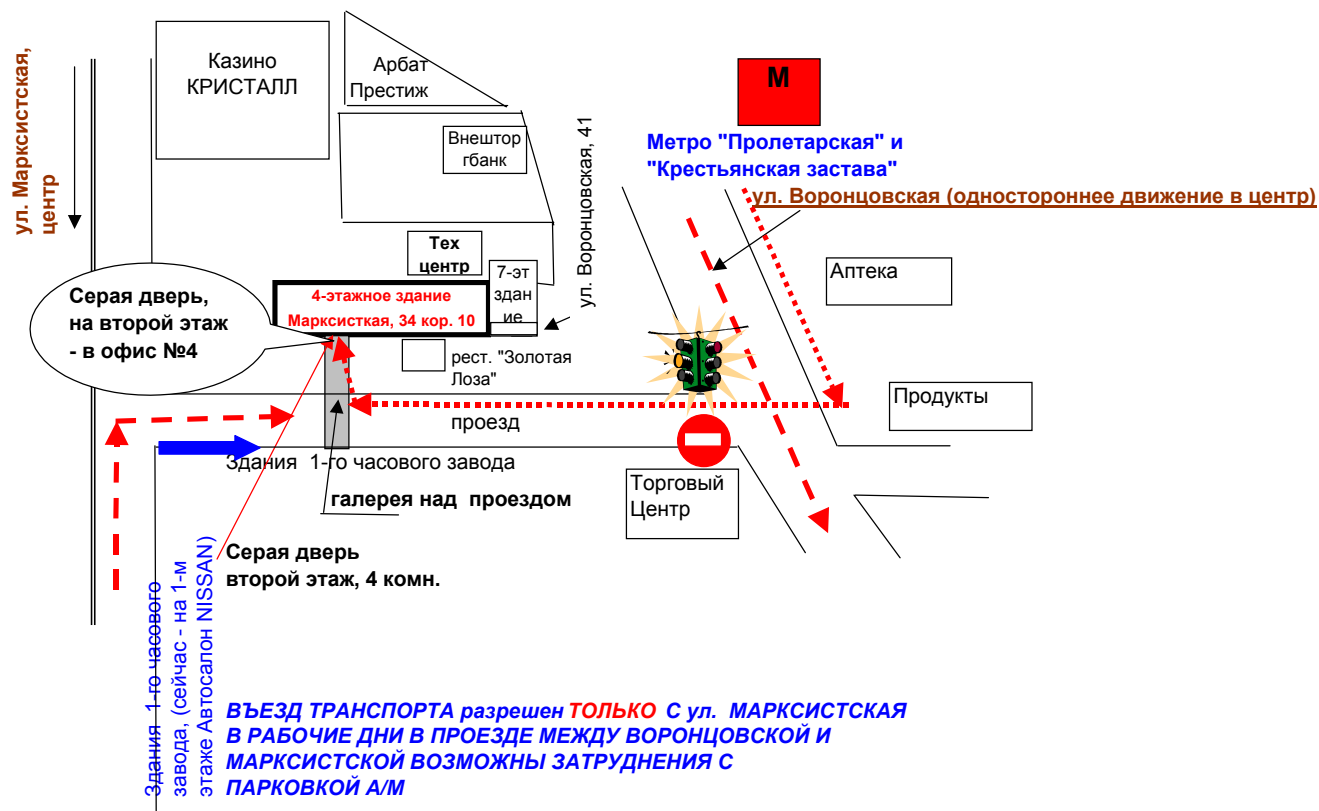 ул. Марксистская,
центр
Казино
КРИСТАЛЛ
Арбат
Престиж
Внештор
гбанк
ул. Воронцовская, 41
М
Метро "Пролетарская" и
"Крестьянская застава"
ул. Воронцовская (одностороннее движение в центр)
Тех
центр
7-эт
здан
ие
Аптека
Серая дверь,
на второй этаж
- в офис №4
4-этажное здание
Марксисткая, 34 кор. 10
рест. "Золотая
Лоза"
Продукты
проезд
Здания 1-го часового завода
Торговый
Центр
галерея над проездом
Серая дверь
второй этаж, 4 комн.
Здания 1-го часового
завода, (сейчас - на 1-м
этаже Автосалон NISSAN)
ВЪЕЗД ТРАНСПОРТА разрешен ТОЛЬКО С ул. МАРКСИСТСКАЯ
В РАБОЧИЕ ДНИ В ПРОЕЗДЕ МЕЖДУ ВОРОНЦОВСКОЙ И
МАРКСИСТСКОЙ ВОЗМОЖНЫ ЗАТРУДНЕНИЯ С
ПАРКОВКОЙ А/М